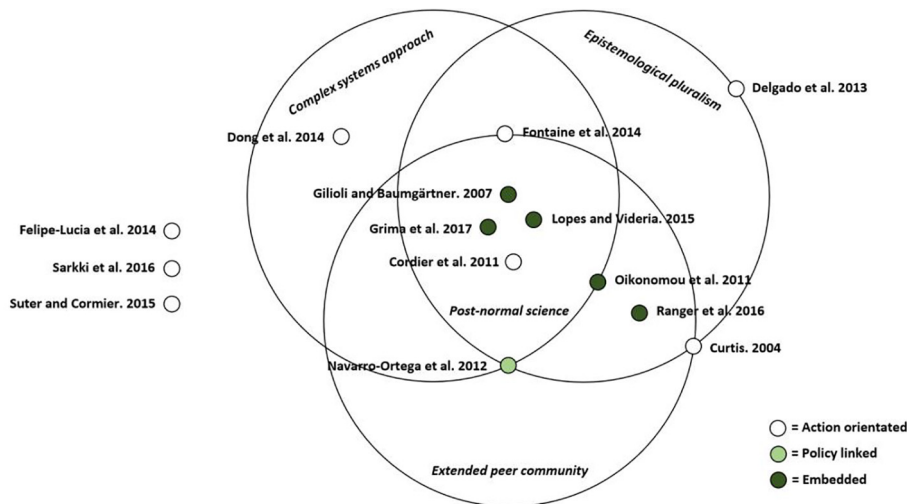 Complex systems approach
Epistemological pluralism
Delgado et al. 2013
Dong et al. 2014
Fontaine et al. 2014
Gilioli and Baumgärtner. 2007
Lopes and Videria. 2015
Grima et al. 2017
Felipe-Lucia et al. 2014
Cordier et al. 2011
Sarkki et al. 2016
Oikonomou et al. 2011
Suter and Cormier. 2015
Post-normal science
Ranger et al. 2016
Curtis. 2004
Navarro-Ortega et al. 2012
Extended peer community
= Action orientated
= Policy linked
= Embedded